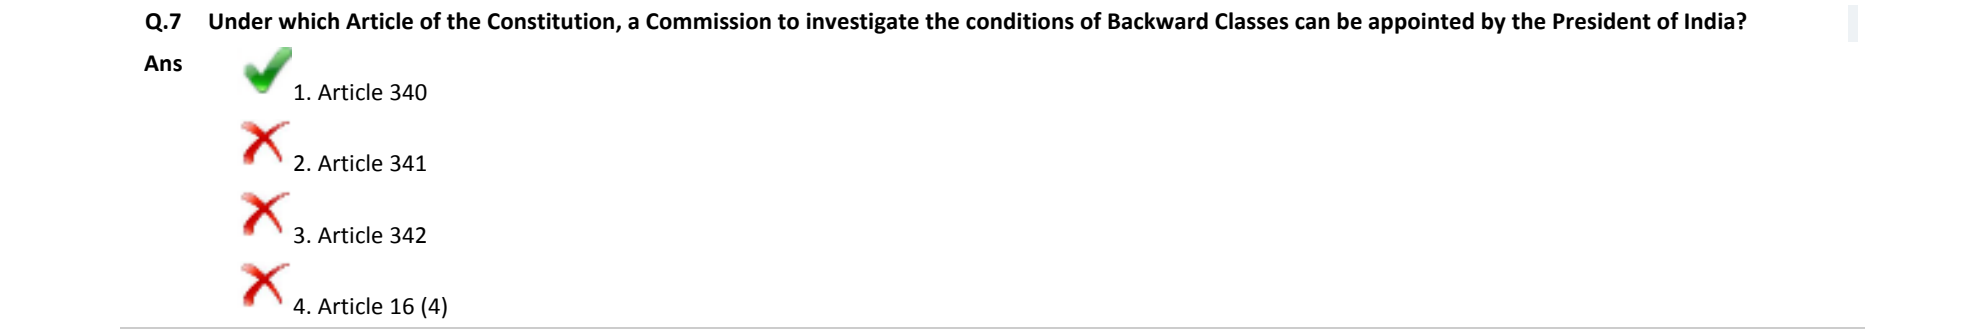 Q.7 Under which Article of the Constitution, a Commission to investigate the conditions of Backward Classes can be appointed by the President of India?
Ans
1. Article 340
2. Article 341
3. Article 342
4. Article 16 (4)